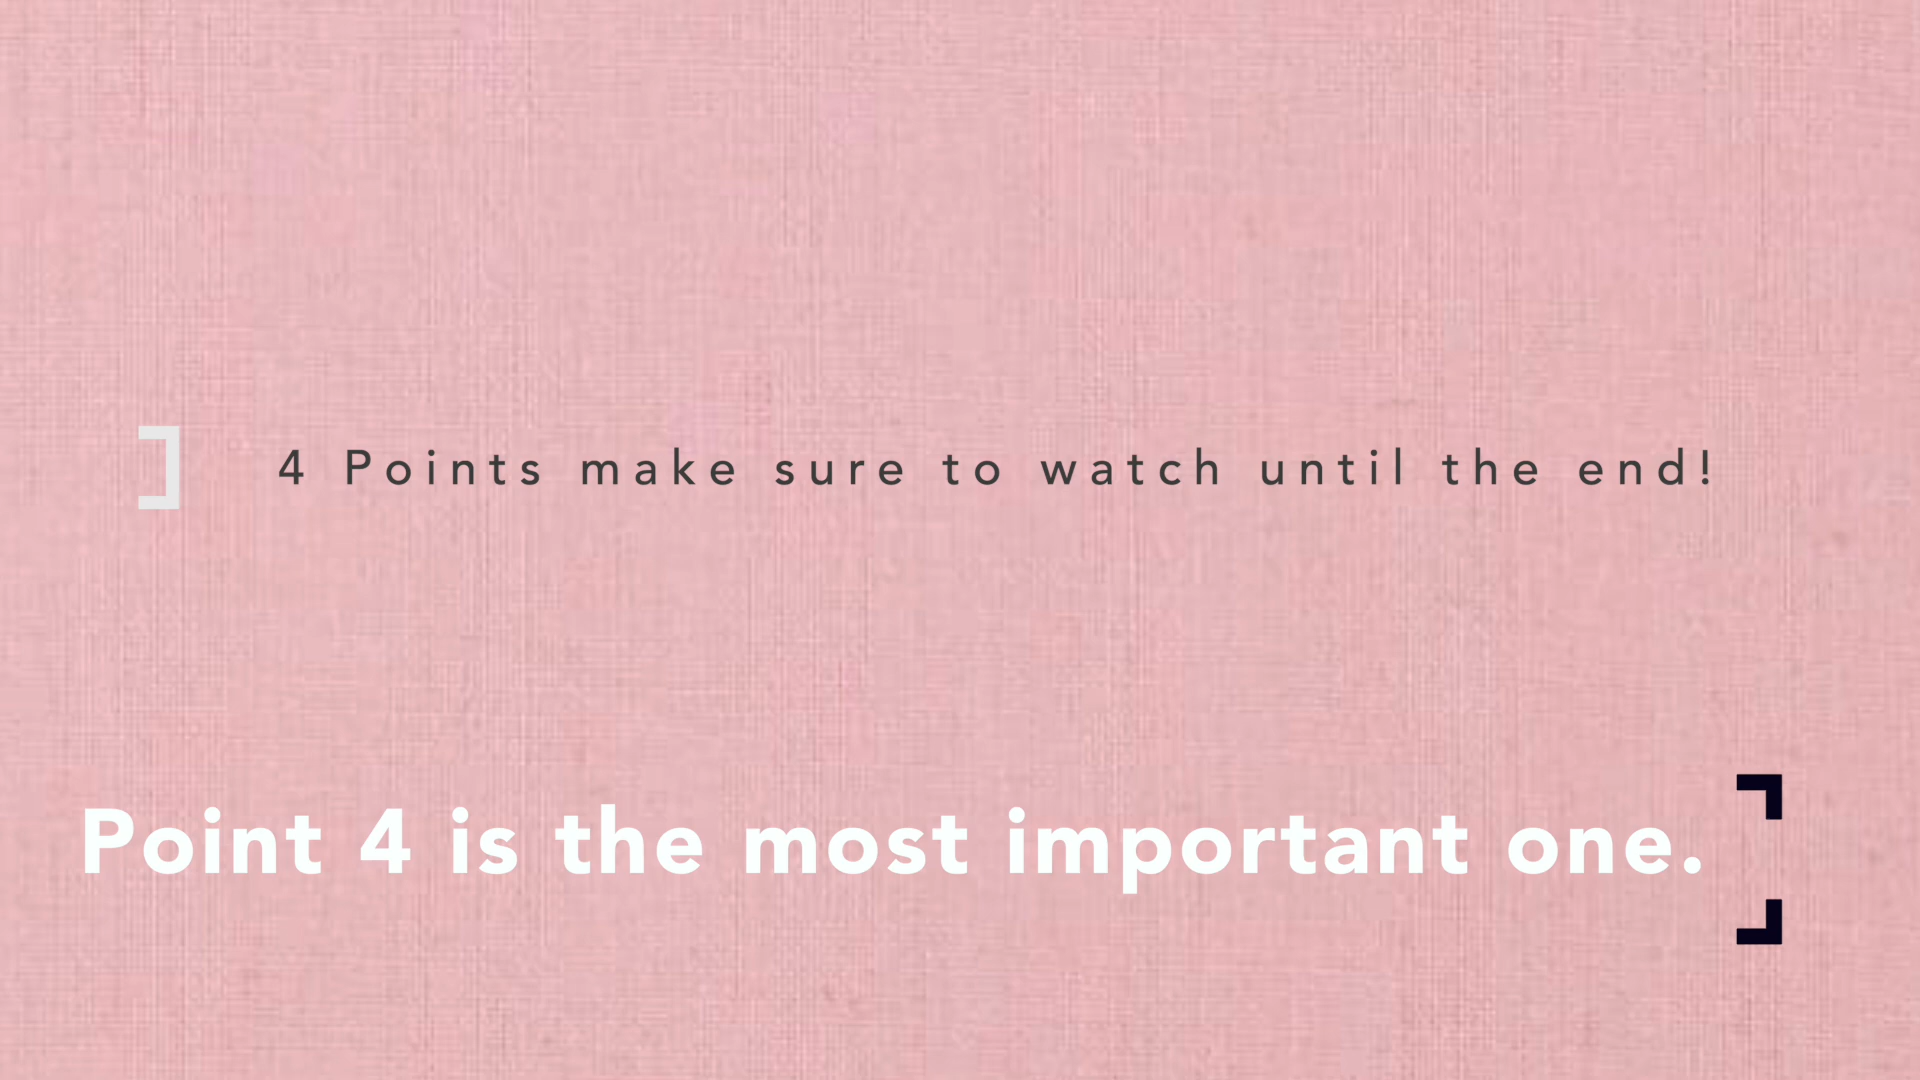 4 Points make sure to watch until the end!
Point 4 is the most important one.